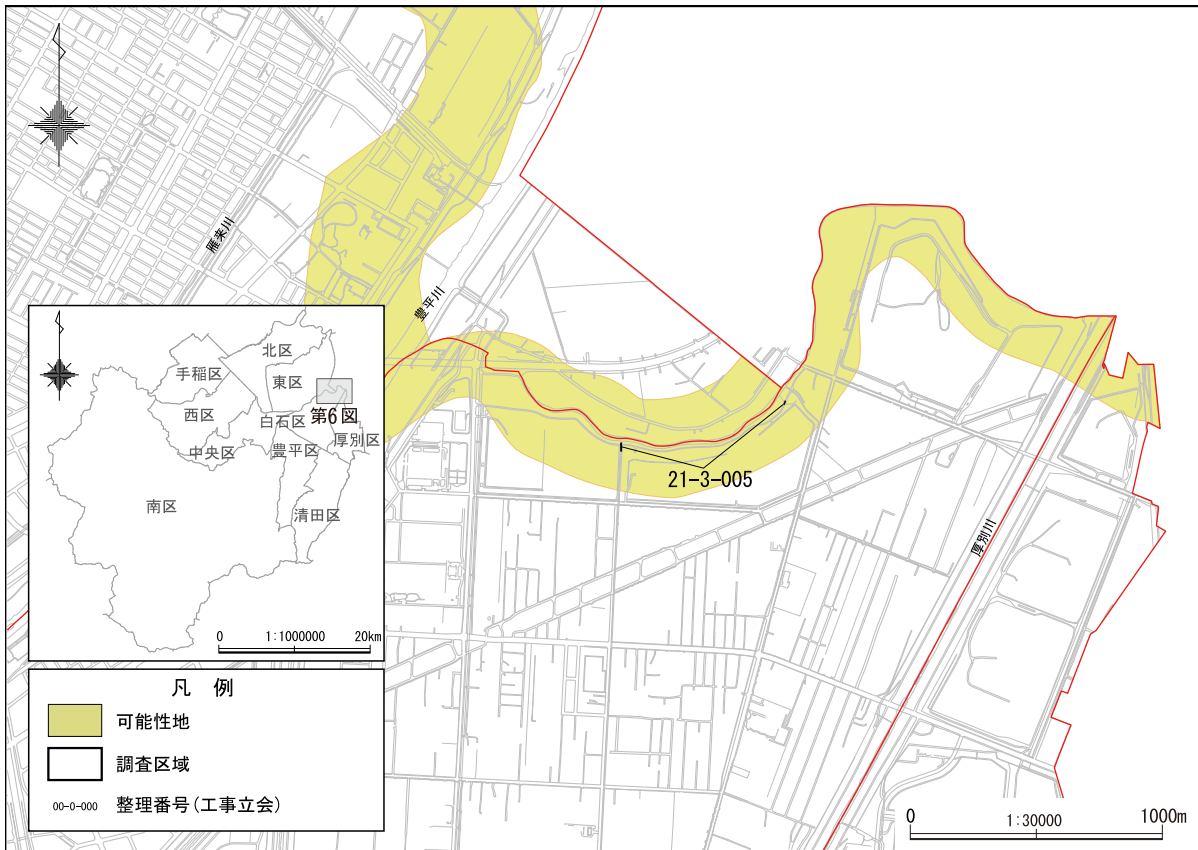 雁来川
豊平川
厚別川
21-3-005
北区
手稲区
東区
西区
第6図
白石区
中央区
豊平区
厚別区
南区
清田区
0 1:1000000 20km
凡 例
可能性地
調査区域
00-0-000 整理番号(工事立会)
0 1:30000 1000m